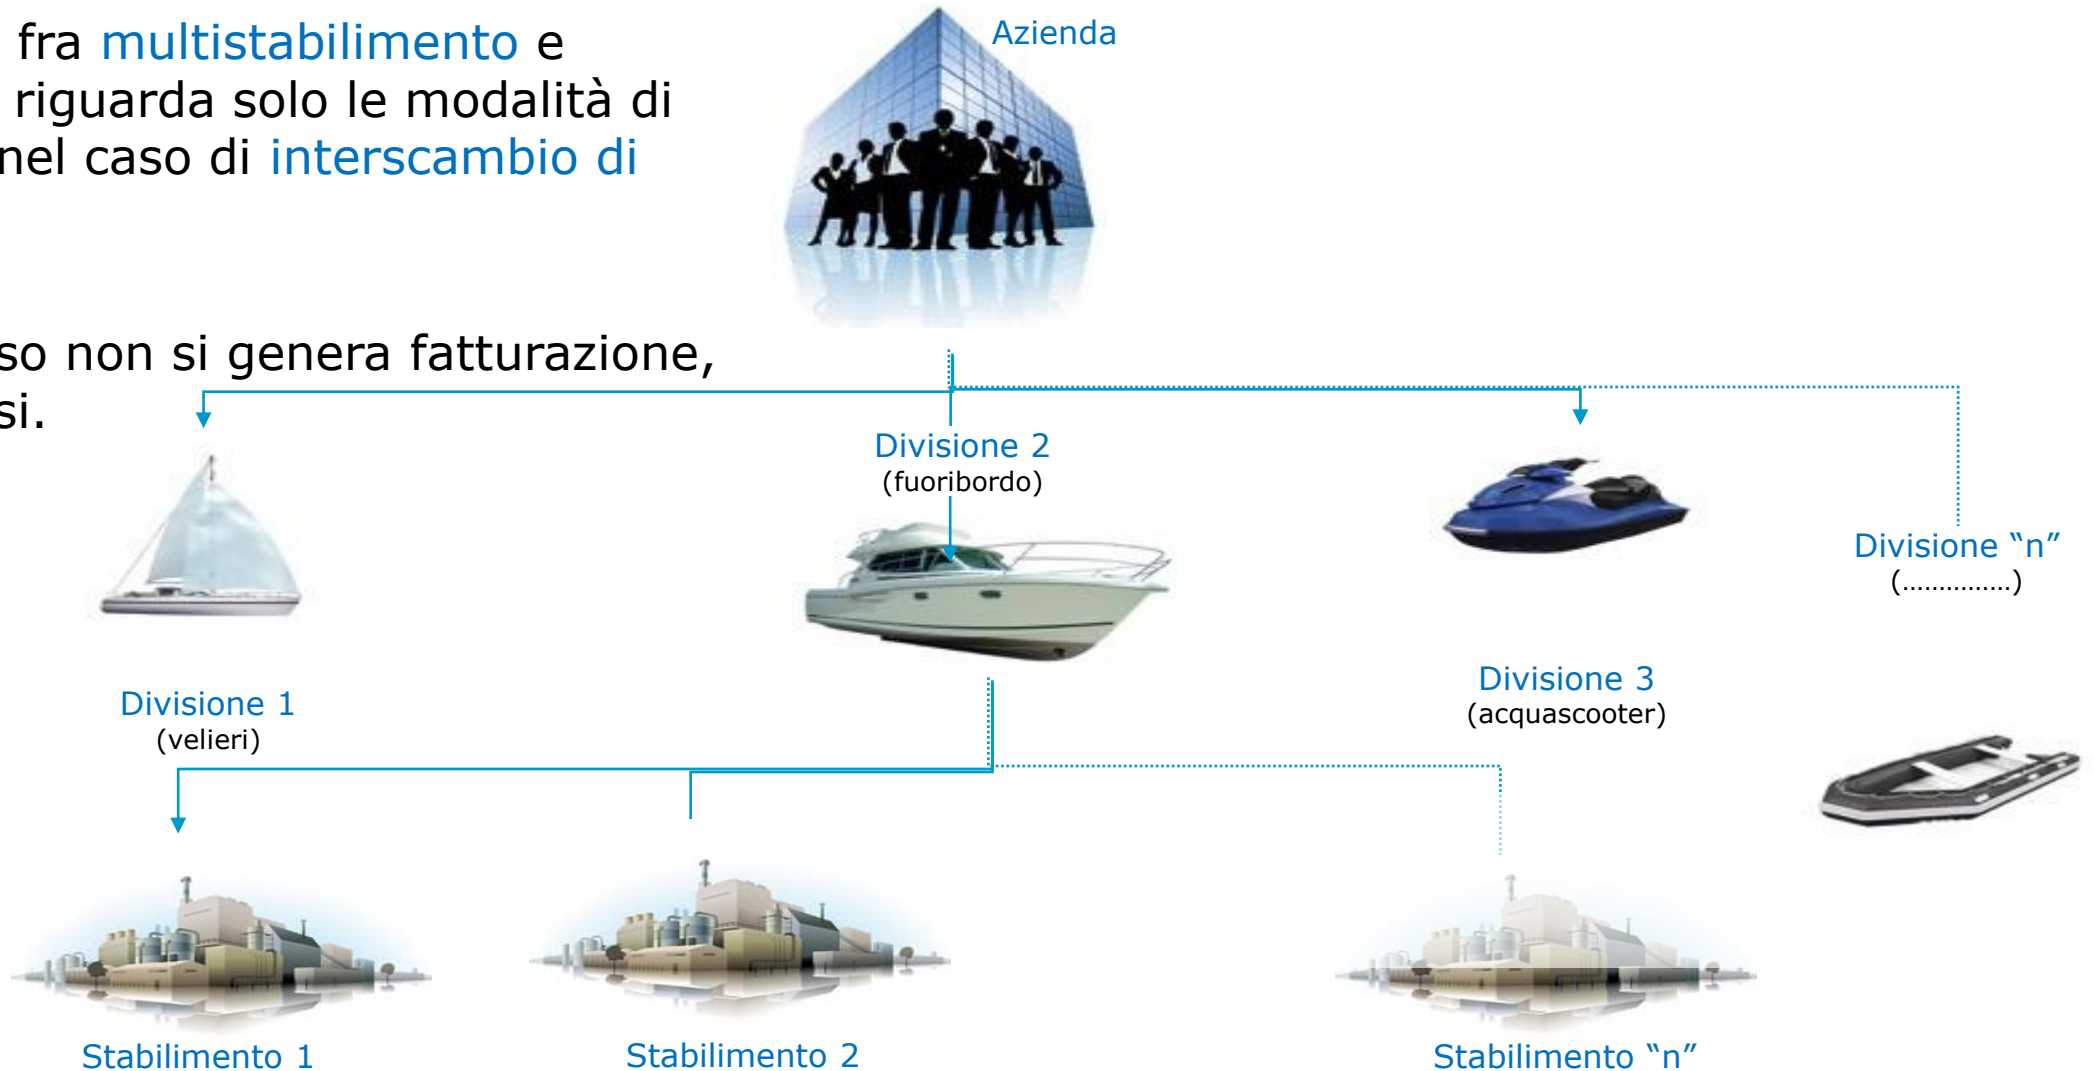 fra multistabilimento e
riguarda solo le modalità di
nel caso di interscambio di
so non si genera fatturazione,
si.
Azienda
Divisione 2
(fuoribordo)
Divisione “n”
(..............)
Divisione 3
(acquascooter)
Divisione 1
(velieri)
Stabilimento 1
Stabilimento 2
Stabilimento “n”